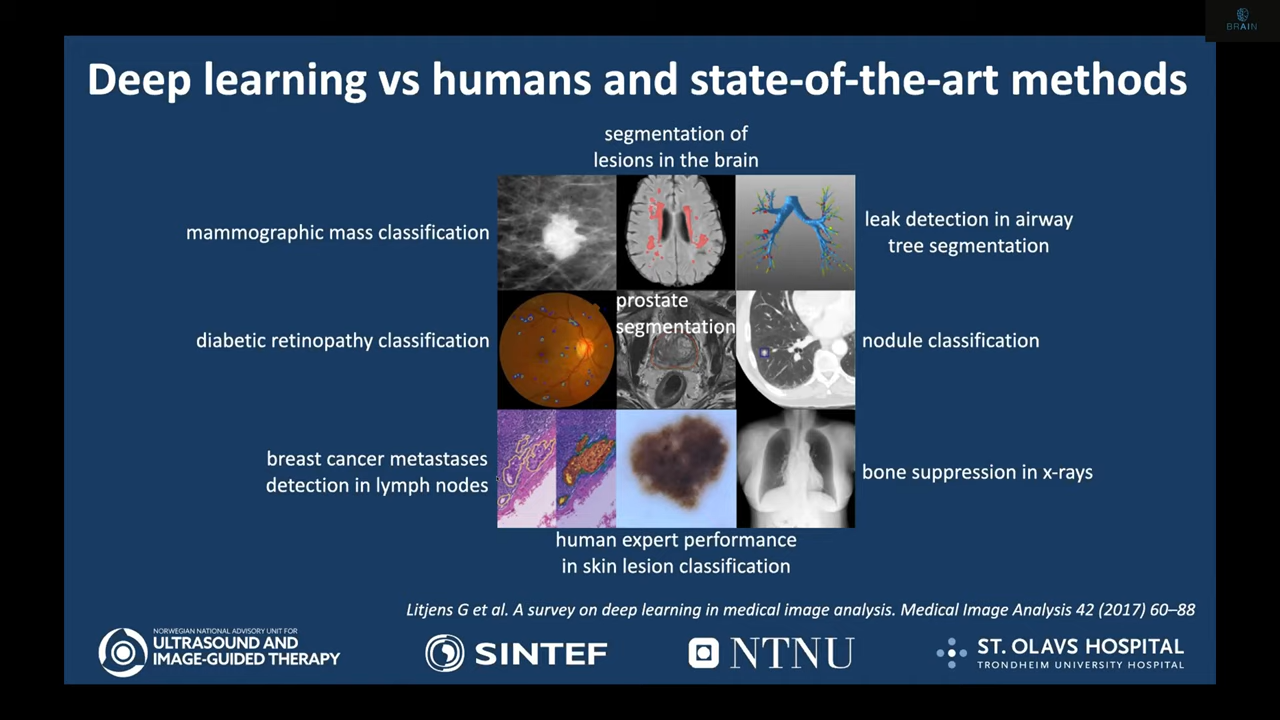 BRAIN
Deep learning vs humans and state-of-the-art methods
segmentation of
lesions in the brain
mammographic mass classification
leak detection in airway
tree segmentation
diabetic retinopathy classification
prostate
segmentation
nodule classification
breast cancer metastases
detection in lymph nodes
bone suppression in x-rays
human expert performance
in skin lesion classification
Litjens G et al. A survey on deep learning in medical image analysis. Medical Image Analysis 42 (2017) 60–88
NORWEGIAN NATIONAL ADVISORY UNIT FOR
ULTRASOUND AND
IMAGE-GUIDED THERAPY
SINTEF
NTNU
ST. OLAVS HOSPITAL
TRONDHEIM UNIVERSITY HOSPITAL